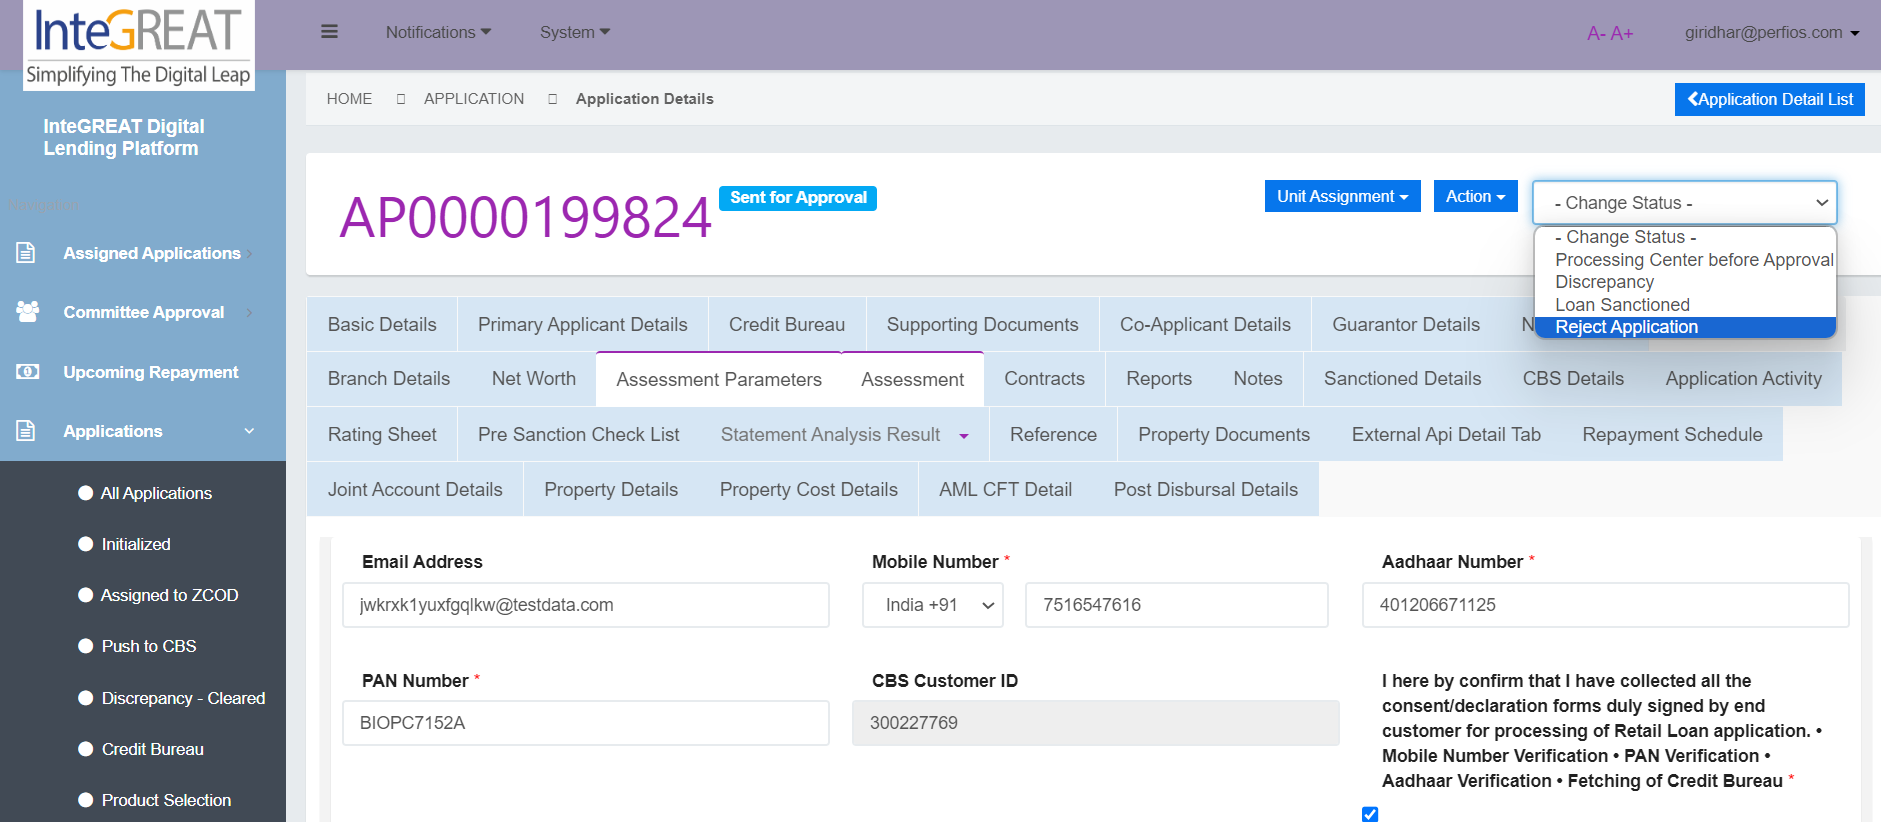 InteGREAT
Simplifying The Digital Leap
Notifications
System
A- A+
giridhar@perfios.com
InteGREAT Digital
Lending Platform
Assigned Applications
Committee Approval
Upcoming Repayment
Applications
All Applications
Initialized
Assigned to ZCOD
Push to CBS
Discrepancy - Cleared
Credit Bureau
Product Selection
HOME APPLICATION Application Details
Application Detail List
AP0000199824 Sent for Approval
Unit Assignment
Action
- Change Status -
- Change Status -
Processing Center before Approval
Discrepancy
Loan Sanctioned
Reject Application
Basic Details Primary Applicant Details Credit Bureau Supporting Documents Co-Applicant Details Guarantor Details N
Branch Details Net Worth Assessment Parameters Assessment Contracts Reports Notes Sanctioned Details CBS Details Application Activity
Rating Sheet Pre Sanction Check List Statement Analysis Result Reference Property Documents External Api Detail Tab Repayment Schedule
Joint Account Details Property Details Property Cost Details AML CFT Detail Post Disbursal Details
Email Address
jwkrxk1yuxfgqlkw@testdata.com
Mobile Number *
India +91 7516547616
Aadhaar Number *
401206671125
PAN Number *
BIOPC7152A
CBS Customer ID
300227769
I here by confirm that I have collected all the
consent/declaration forms duly signed by end
customer for processing of Retail Loan application. •
Mobile Number Verification • PAN Verification •
Aadhaar Verification • Fetching of Credit Bureau *